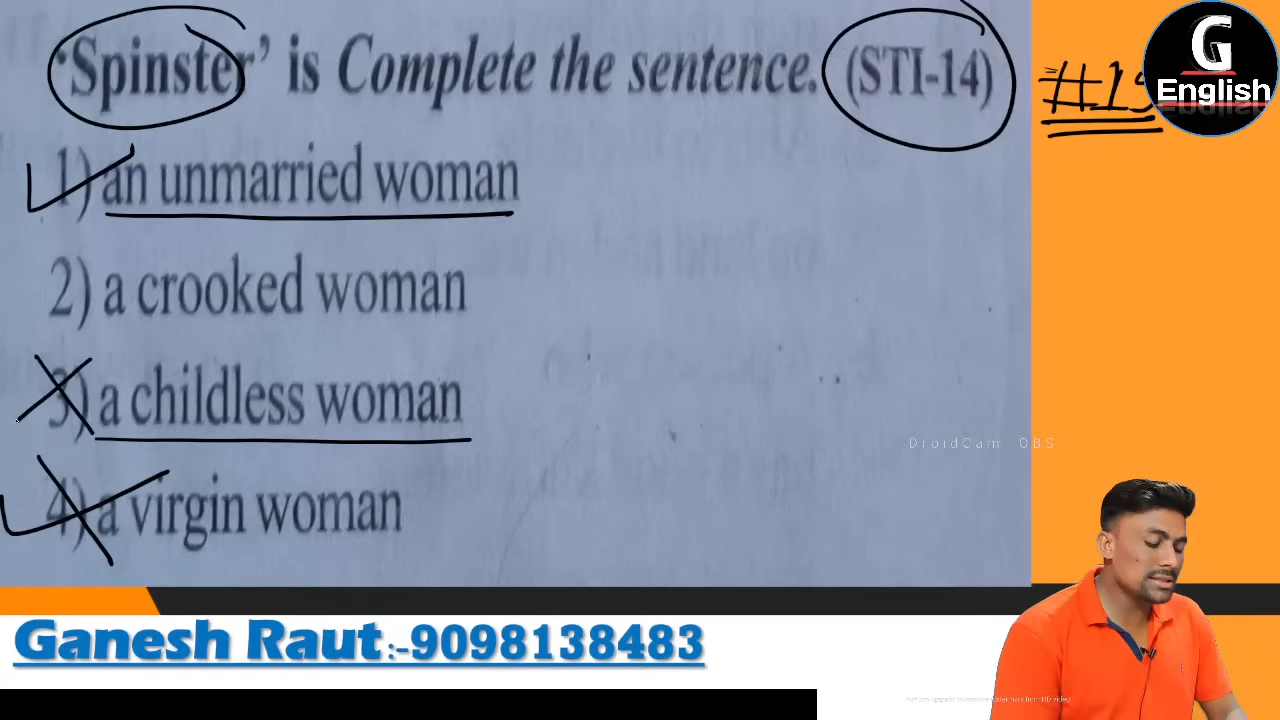 'Spinster' is Complete the sentence. (STI-14)
#15
G
English
1) an unmarried woman
2) a crooked woman
3) a childless woman
4) a virgin woman
DroidCam OBS
Ganesh Raut:-9098138483